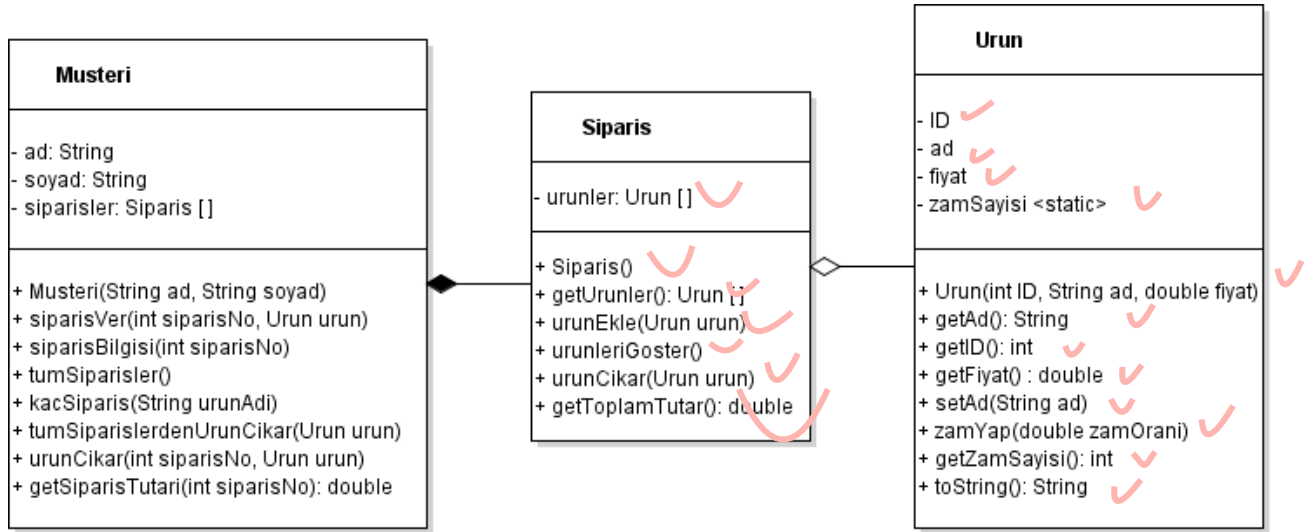 Musteri
- ad: String
- soyad: String
- siparisler: Siparis [ ]
+ Musteri(String ad, String soyad)
+ siparisVer(int siparisNo, Urun urun)
+ siparisBilgisi(int siparisNo)
+ tumSiparisler()
+ kacSiparis(String urunAdi)
+ tumSiparislerdenUrunCikar(Urun urun)
+ urunCikar(int siparisNo, Urun urun)
+ getSiparisTutari(int siparisNo): double
Siparis
- urunler: Urun [ ]
+ Siparis()
+ getUrunler(): Urun [ ]
+ urunEkle(Urun urun)
+ urunleriGoster()
+ urunCikar(Urun urun)
+ getToplamTutar(): double
Urun
- ID
- ad
- fiyat
- zamSayisi <static>
+ Urun(int ID, String ad, double fiyat)
+ getAd(): String
+ getID(): int
+ getFiyat() : double
+ setAd(String ad)
+ zamYap(double zamOrani)
+ getZamSayisi(): int
+ toString(): String